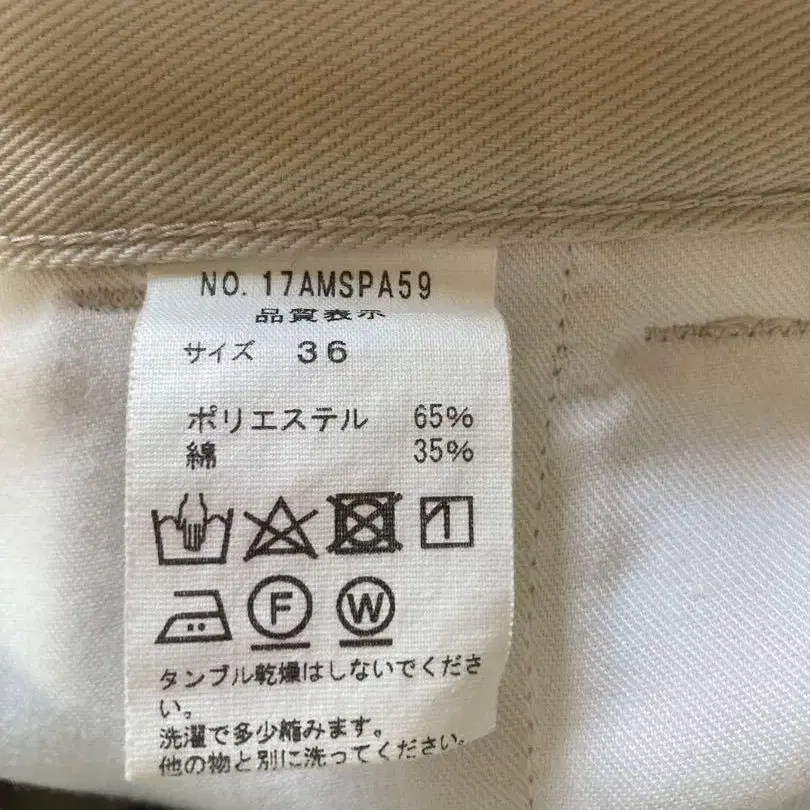 NO. 17AMSPA59
品質表示
サイズ 36
ポリエステル 65%
綿 35%
F W
タンブル乾燥はしないでくださ
い。
洗濯で多少縮みます。
他の物と別に洗ってください。